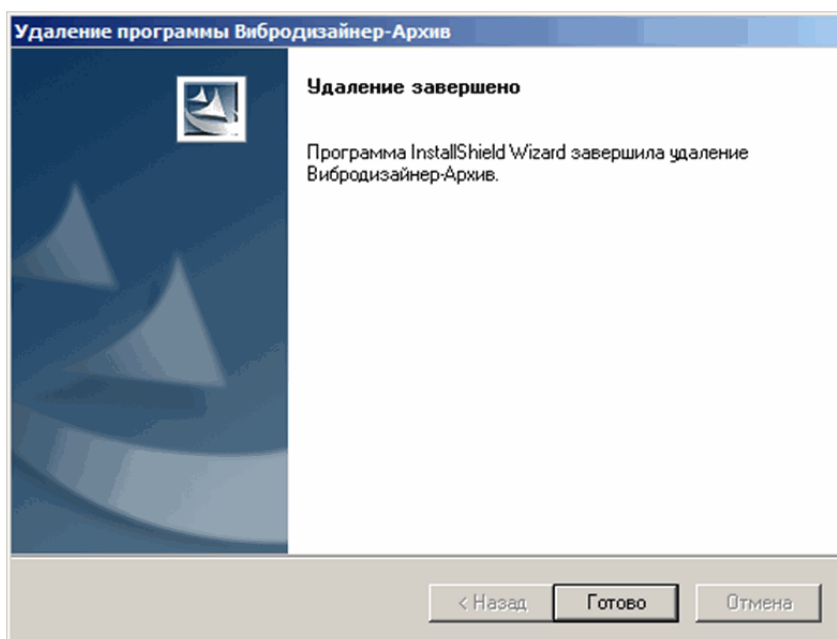 Удаление программы Вибродизайнер-Архив
Удаление завершено
Программа InstallShield Wizard завершила удаление
Вибродизайнер-Архив.
< Назад
Готово
Отмена